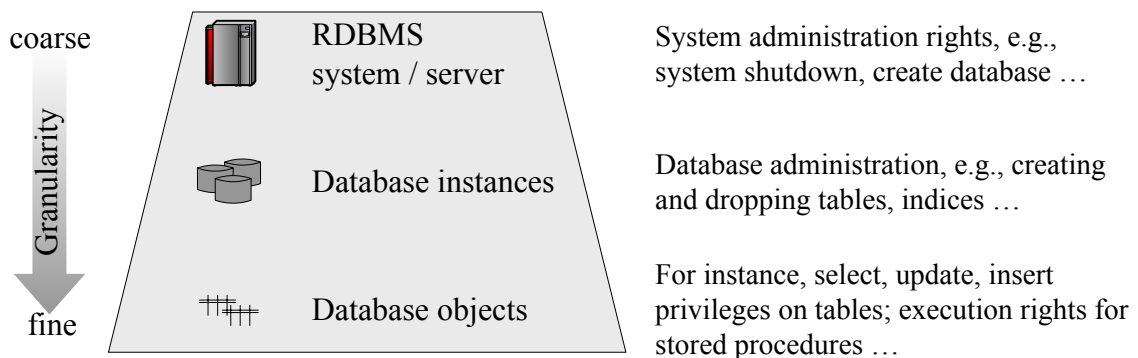 coarse
Granularity
fine
RDBMS
system / server
System administration rights, e.g.,
system shutdown, create database …
Database instances
Database administration, e.g., creating
and dropping tables, indices …
Database objects
For instance, select, update, insert
privileges on tables; execution rights for
stored procedures …